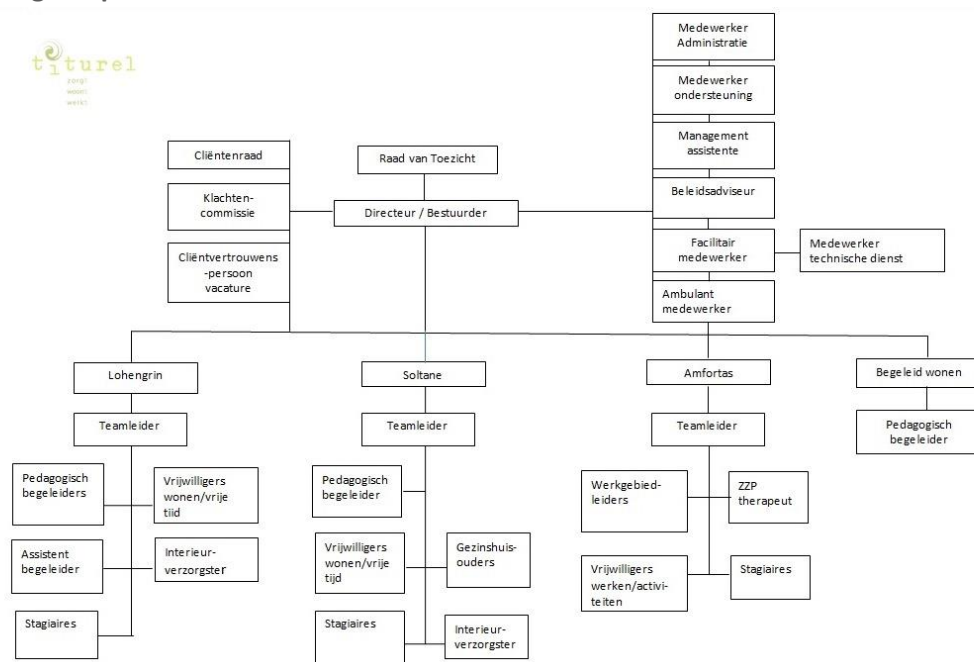 titurel
zorgt
woont
werkt
Medewerker
Administratie
Medewerker
ondersteuning
Management
assistente
Beleidsadviseur
Facilitair
medewerker
Medewerker
technische dienst
Ambulant
medewerker
Cliëntenraad
Klachten-
commissie
Cliëntvertrouwens
-persoon
vacature
Raad van Toezicht
Directeur / Bestuurder
Lohengrin
Teamleider
Pedagogisch
begeleiders
Vrijwilligers
wonen/vrije
tijd
Assistent
begeleider
Interieur-
verzorgster
Stagiaires
Soltane
Teamleider
Pedagogisch
begeleider
Vrijwilligers
wonen/vrije
tijd
Gezinshuis-
ouders
Stagiaires
Interieur-
verzorgster
Amfortas
Teamleider
Werkgebied-
leiders
ZZP
therapeut
Vrijwilligers
werken/activi-
teiten
Stagiaires
Begeleid wonen
Pedagogisch
begeleider